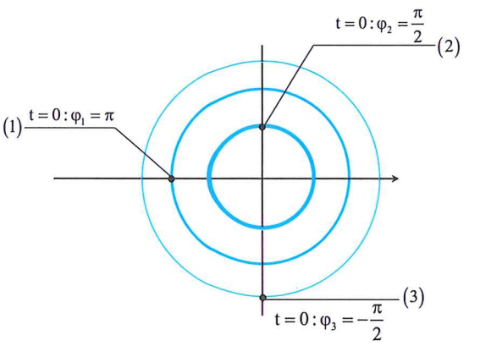 t = 0 : φ₂ = π/2
(2)
(1) t = 0 : φ₁ = π
(3)
t = 0 : φ₃ = −π/2